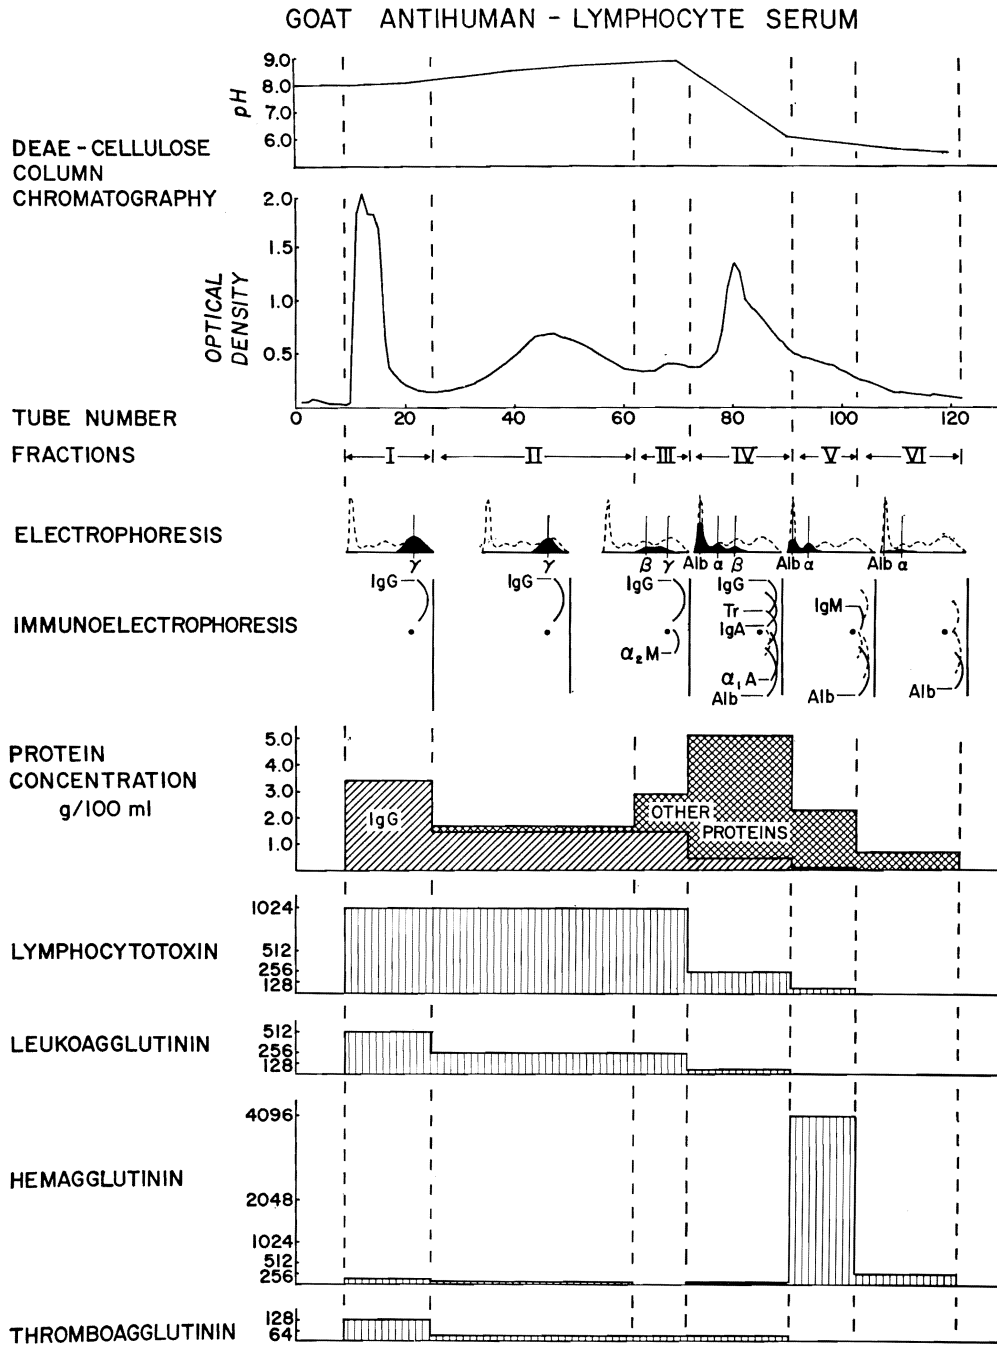 GOAT ANTIHUMAN - LYMPHOCYTE SERUM
pH
9.0
8.0
7.0
6.0
DEAE - CELLULOSE
COLUMN
CHROMATOGRAPHY
OPTICAL
DENSITY
2.0
1.5
1.0
0.5
TUBE NUMBER
0 20 40 60 80 100 120
FRACTIONS
I II III IV V VI
ELECTROPHORESIS
γ γ β γ Alb α β Alb α Alb α
IMMUNOELECTROPHORESIS
IgG
IgG
IgG
α₂M
IgG
Tr
IgA
α₁A
Alb
IgM
Alb
Alb
PROTEIN
CONCENTRATION
g/100 ml
5.0
4.0
3.0
2.0
1.0
IgG
OTHER
PROTEINS
LYMPHOCYTOTOXIN
1024
512
256
128
LEUKOAGGLUTININ
512
256
128
HEMAGGLUTININ
4096
2048
1024
512
256
THROMBOAGGLUTININ
128
64